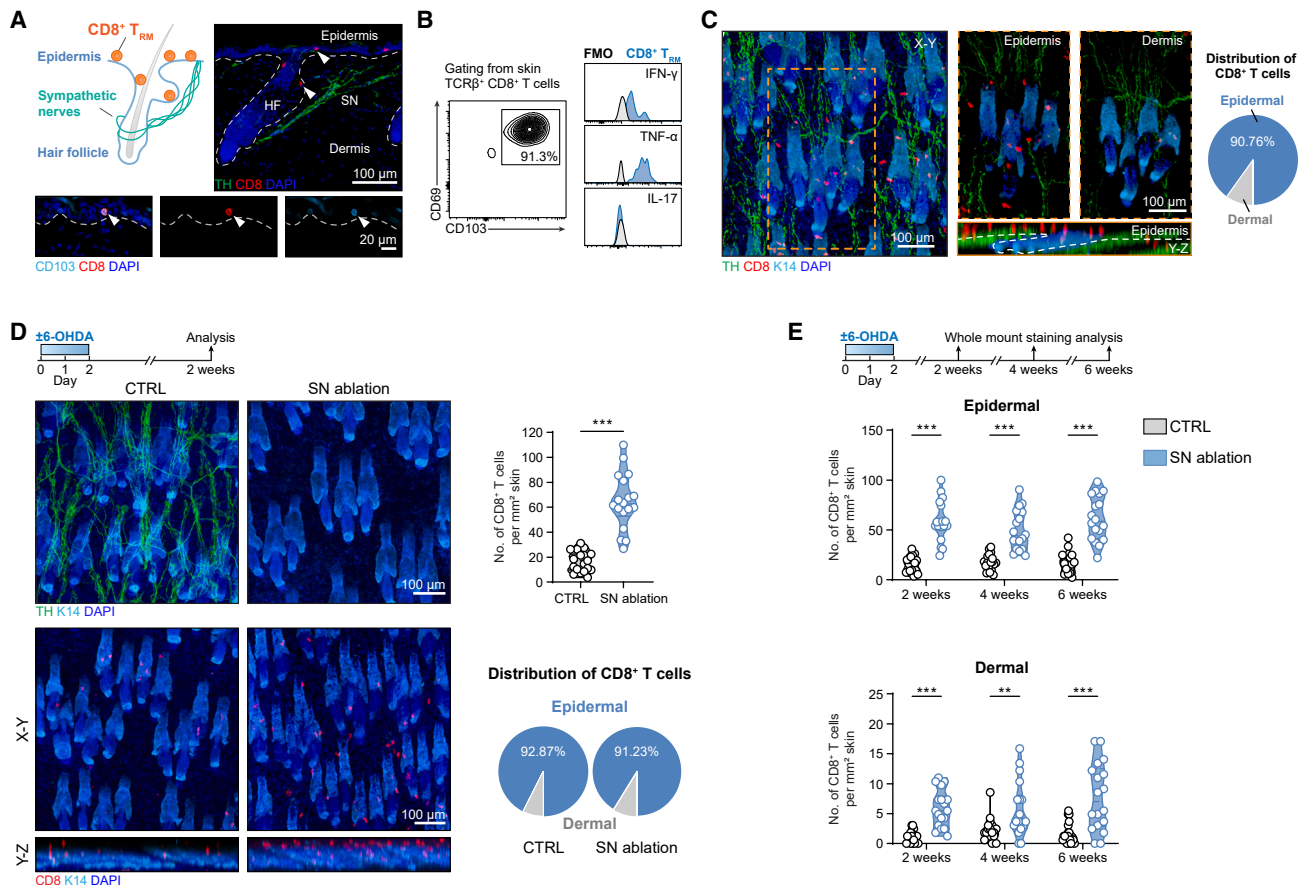 A
CD8⁺ T_RM
Epidermis
Sympathetic
nerves
Hair follicle
Epidermis
HF
SN
Dermis
100 µm
TH CD8 DAPI
20 µm
CD103 CD8 DAPI
B
Gating from skin
TCRβ⁺ CD8⁺ T cells
CD69
91.3%
CD103
FMO CD8⁺ T_RM
IFN-γ
TNF-α
IL-17
C
X-Y
100 µm
TH CD8 K14 DAPI
Epidermis
Dermis
100 µm
Epidermis
Y-Z
Distribution of
CD8⁺ T cells
Epidermal
90.76%
Dermal
D
±6-OHDA
Analysis
0 1 2 2 weeks
Day
CTRL SN ablation
100 µm
TH K14 DAPI
X-Y
100 µm
Y-Z
CD8 K14 DAPI
***
No. of CD8⁺ T cells
per mm² skin
120
100
80
60
40
20
0
CTRL SN ablation
Distribution of CD8⁺ T cells
Epidermal
92.87% 91.23%
Dermal
CTRL SN ablation
E
±6-OHDA
Whole mount staining analysis
0 1 2 2 weeks 4 weeks 6 weeks
Day
Epidermal
CTRL
SN ablation
*** *** ***
No. of CD8⁺ T cells
per mm² skin
150
100
50
0
2 weeks 4 weeks 6 weeks
Dermal
*** ** ***
No. of CD8⁺ T cells
per mm² skin
25
20
15
10
5
0
2 weeks 4 weeks 6 weeks